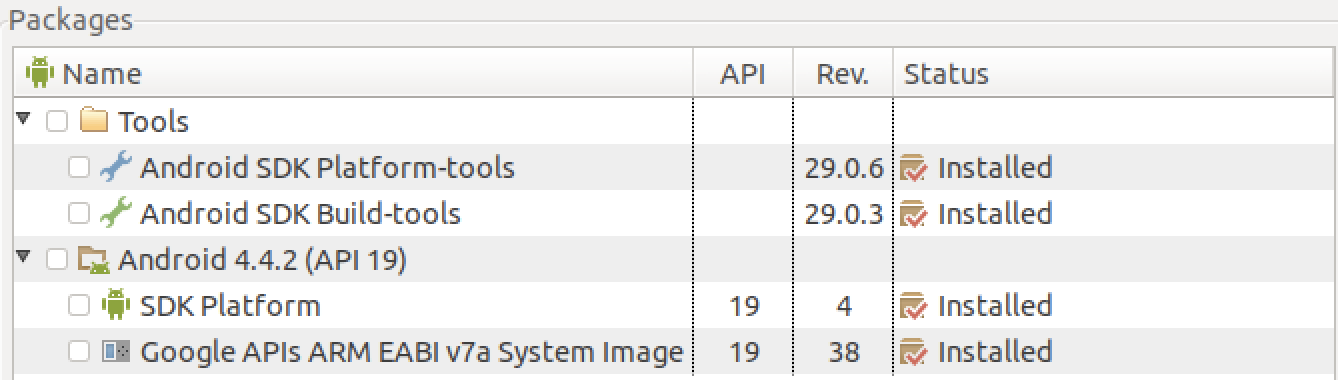 Packages
Name API Rev. Status
Tools
Android SDK Platform-tools 29.0.6 Installed
Android SDK Build-tools 29.0.3 Installed
Android 4.4.2 (API 19)
SDK Platform 19 4 Installed
Google APIs ARM EABI v7a System Image 19 38 Installed